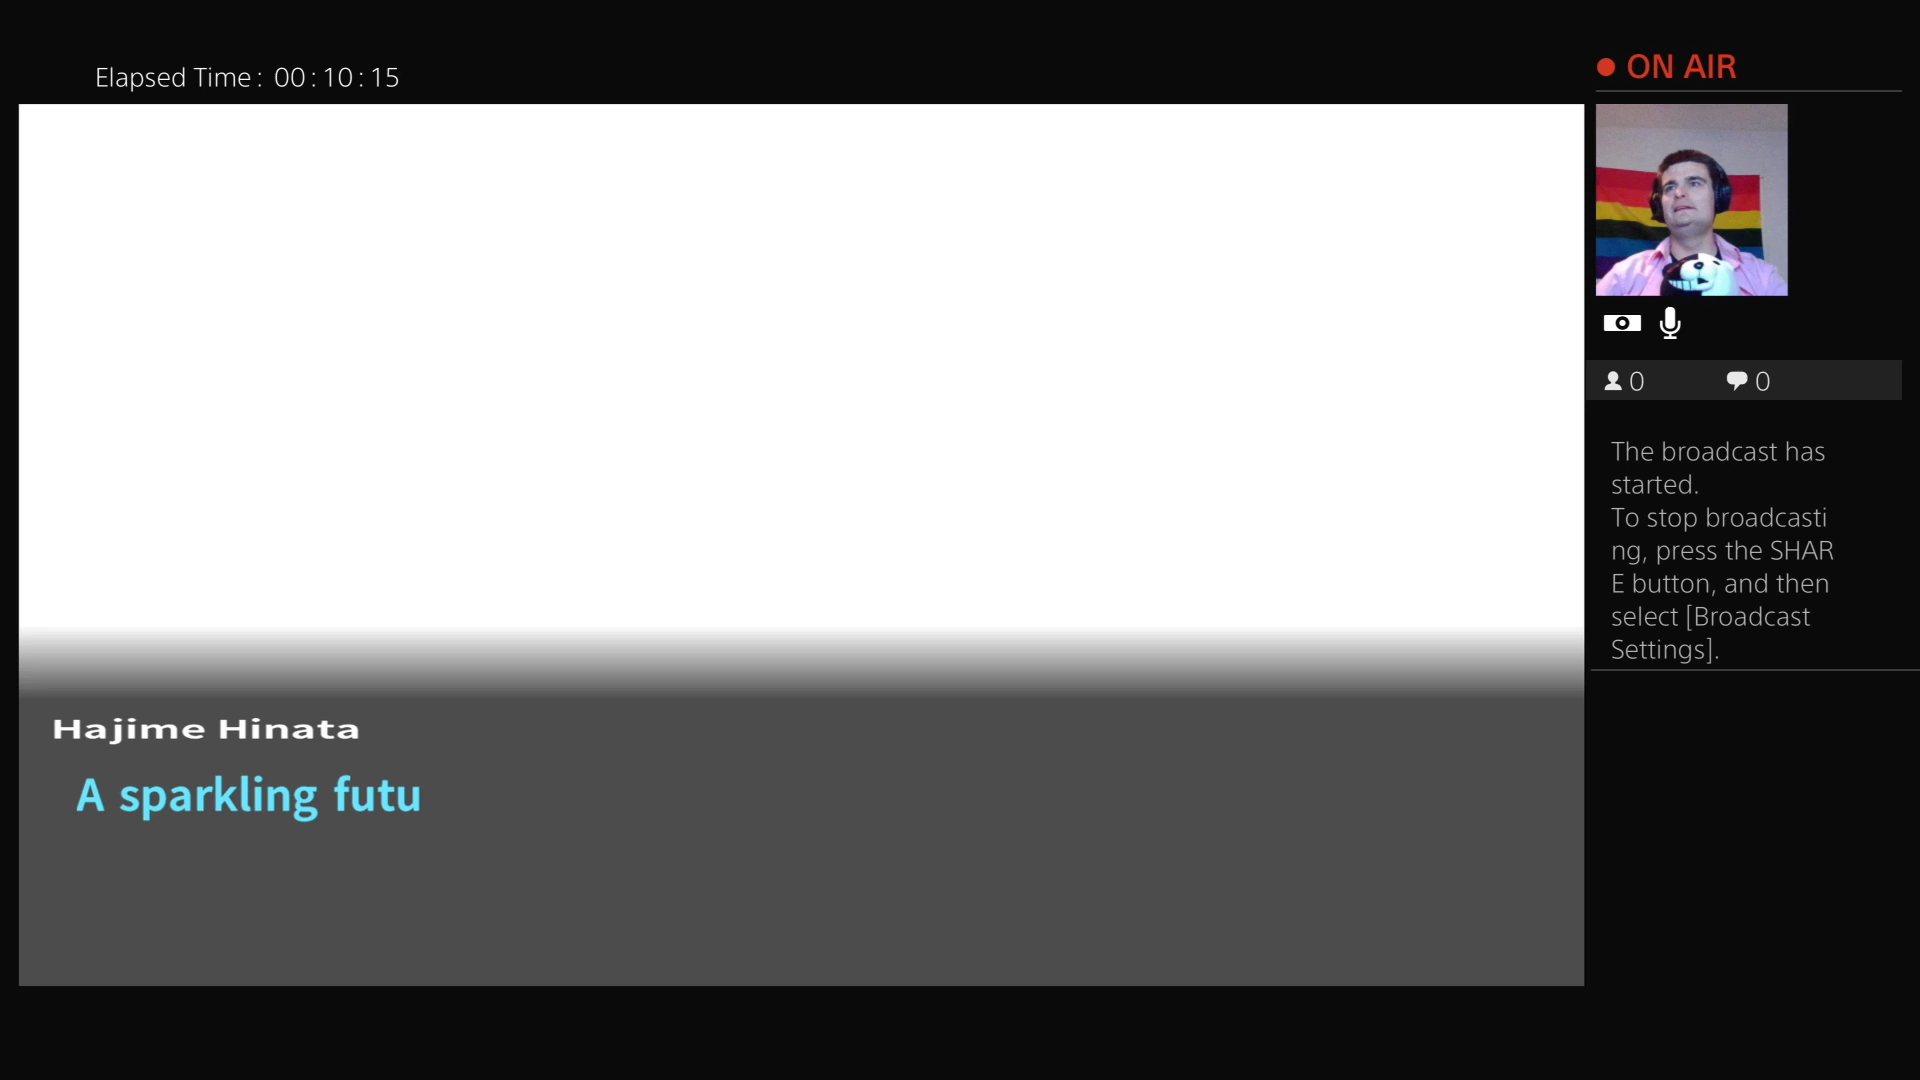 Elapsed Time: 00:10:15
ON AIR
0 0
The broadcast has
started.
To stop broadcasti
ng, press the SHAR
E button, and then
select [Broadcast
Settings].
Hajime Hinata
A sparkling futu